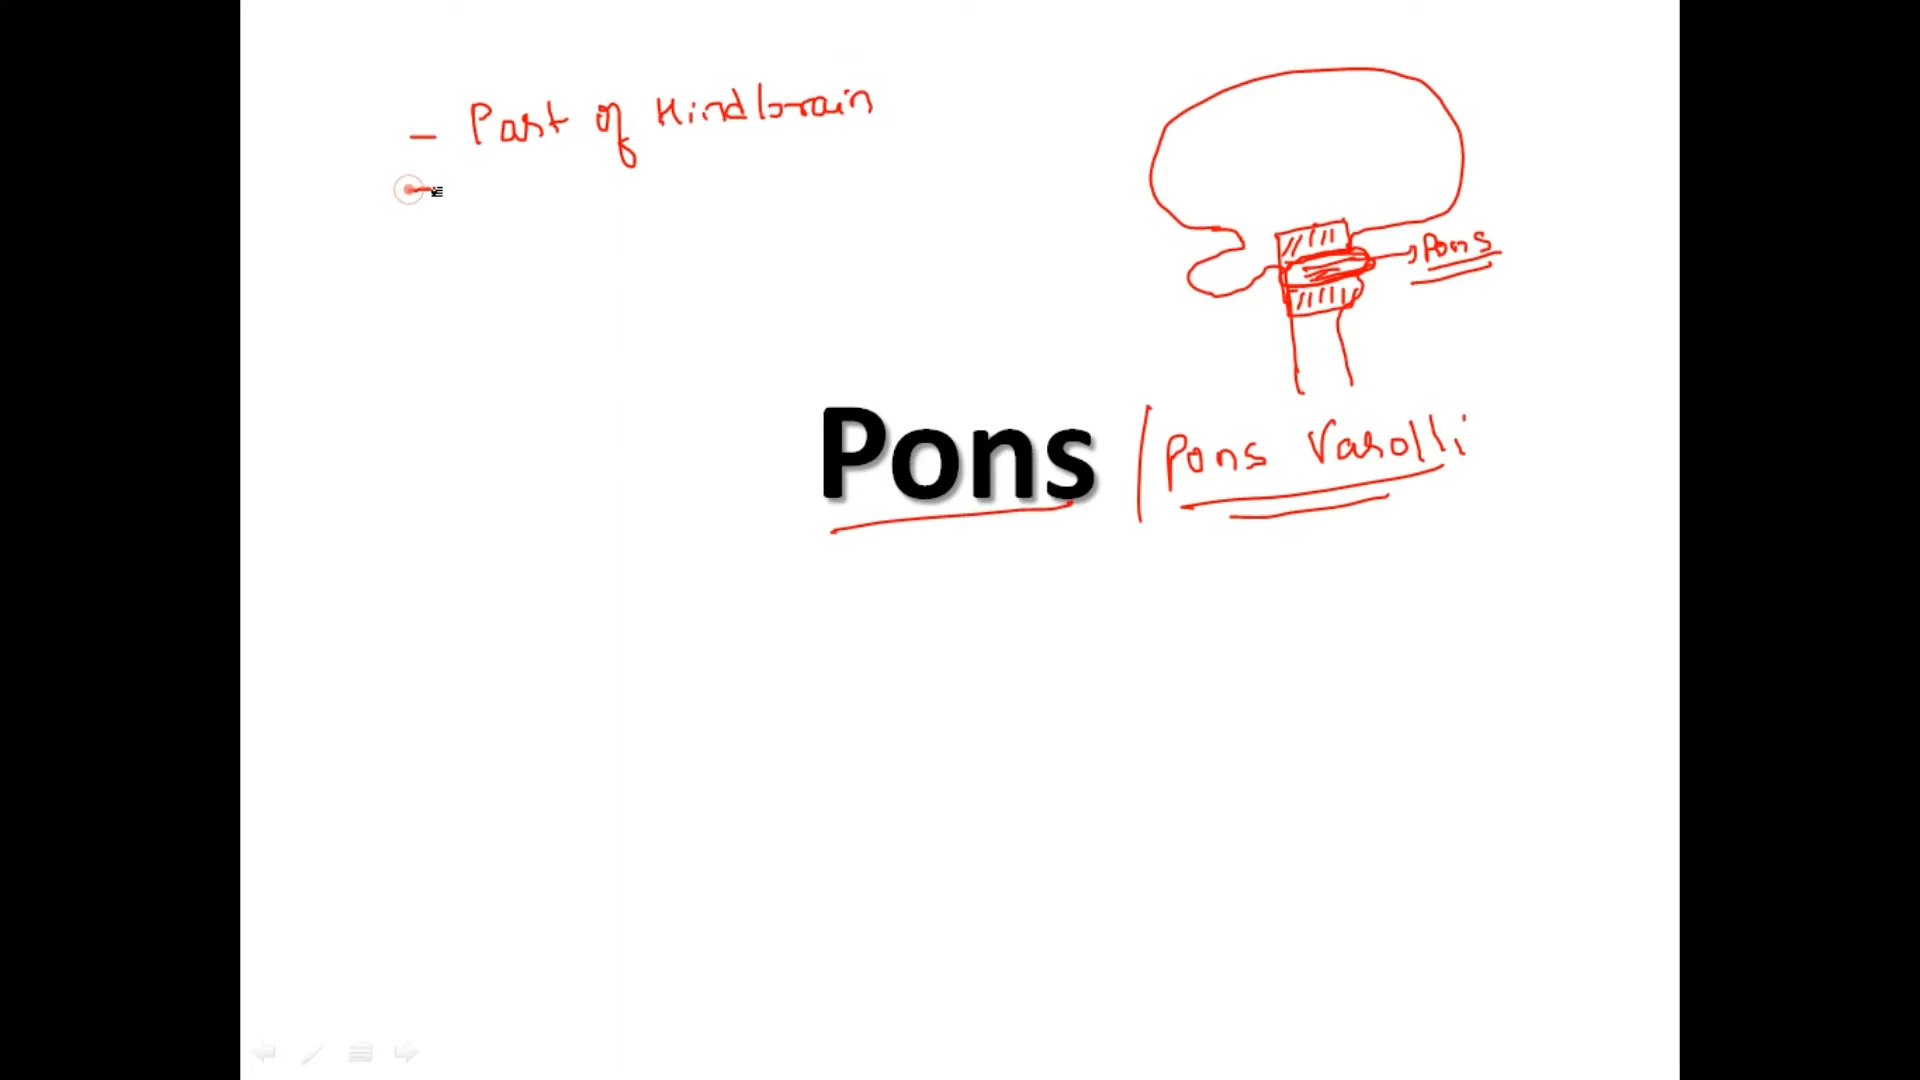 - Part of Hindbrain
-
Pons
Pons / Pons Varolli